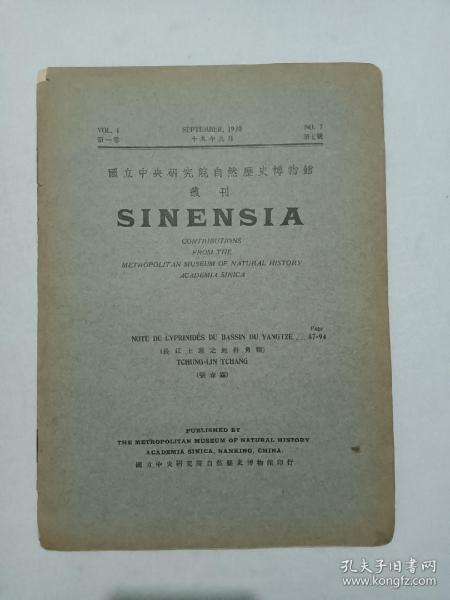 VOL. 1 SEPTEMBER, 1930 NO. 7
第一卷 十九年九月 第七號
國立中央研究院自然歷史博物館
叢刊
SINENSIA
CONTRIBUTIONS
FROM THE
METROPOLITAN MUSEUM OF NATURAL HISTORY
ACADEMIA SINICA
Page
NOTE DU CYPRINIDÉS DU BASSIN DU YANGTZE 87-94
(長江上游之鯉科魚類)
TCHUNG-LIN TCHANG
(張春霖)
PUBLISHED BY
THE METROPOLITAN MUSEUM OF NATURAL HISTORY
ACADEMIA SINICA, NANKING, CHINA.
國立中央研究院自然歷史博物館印行
孔夫子旧书网
www.kongfz.com